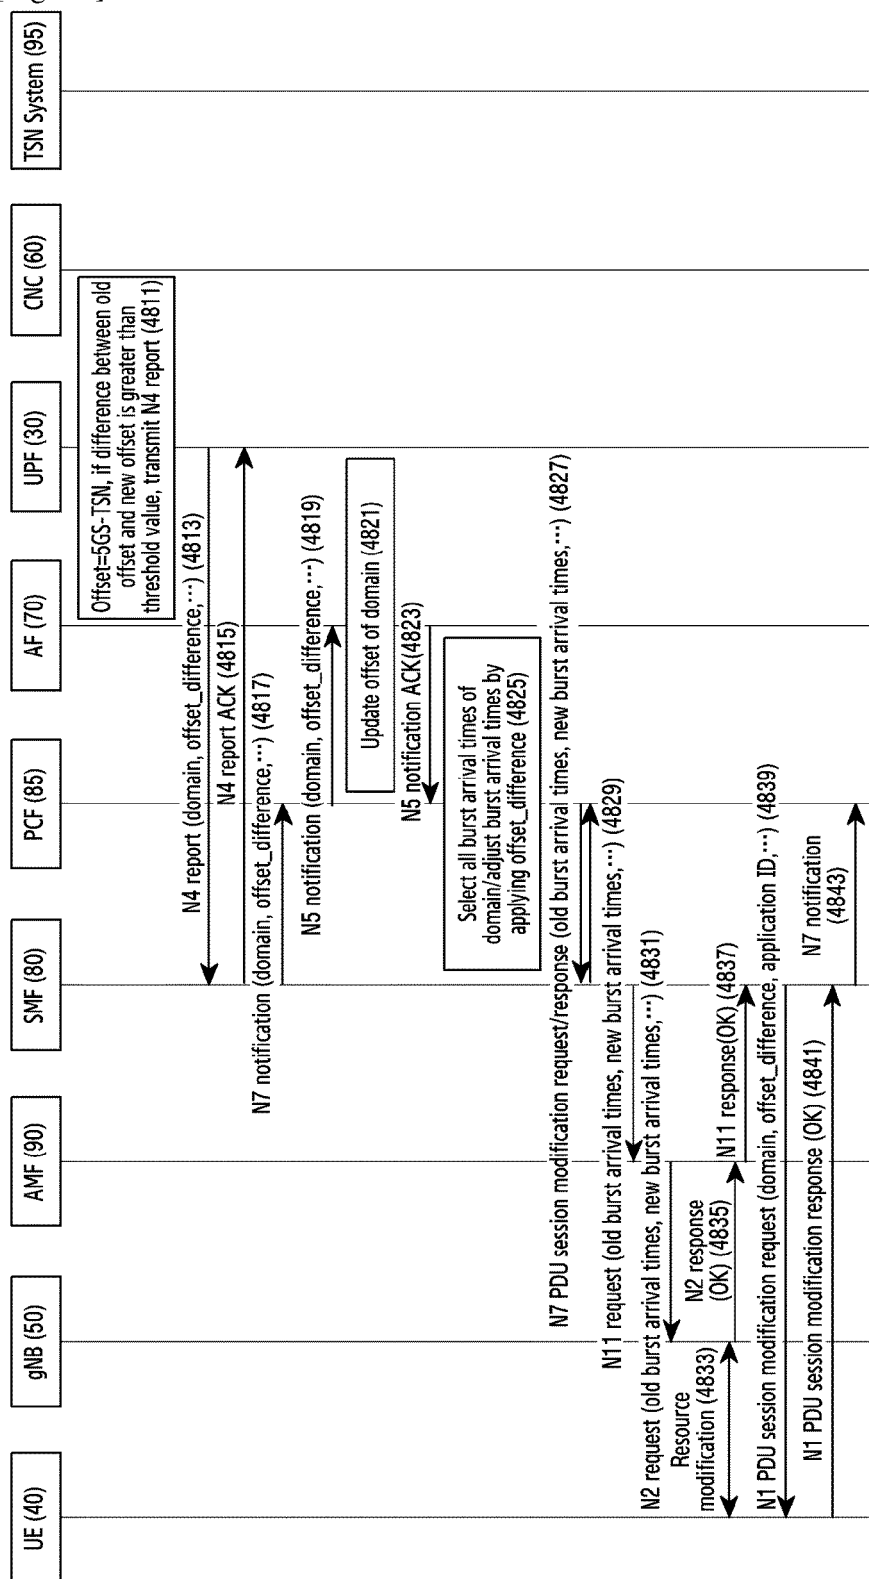 UE (40)
gNB (50)
AMF (90)
SMF (80)
PCF (85)
AF (70)
UPF (30)
CNC (60)
TSN System (95)
Offset=5GS-TSN, if difference between old
offset and new offset is greater than
threshold value, transmit N4 report (4811)
N4 report (domain, offset_difference,⋯) (4813)
N4 report ACK (4815)
N7 notification (domain, offset_difference,⋯) (4817)
N5 notification (domain, offset_difference,⋯) (4819)
Update offset of domain (4821)
N5 notification ACK(4823)
Select all burst arrival times of
domain/adjust burst arrival times by
applying offset_difference (4825)
N7 PDU session modification request/response (old burst arrival times, new burst arrival times,⋯) (4827)
N11 request (old burst arrival times, new burst arrival times,⋯) (4829)
N2 request (old burst arrival times, new burst arrival times,⋯) (4831)
Resource
modification (4833)
N2 response
(OK) (4835)
N11 response(OK) (4837)
N1 PDU session modification request (domain, offset_difference, application ID,⋯) (4839)
N1 PDU session modification response (OK) (4841)
N7 notification
(4843)